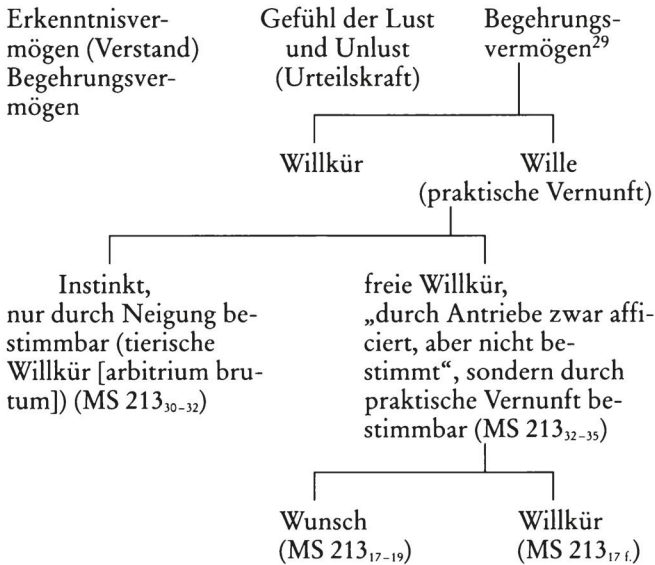 Erkenntnisver-
mögen (Verstand)
Begehrungsver-
mögen
Gefühl der Lust
und Unlust
(Urteilskraft)
Begehrungs-
vermögen²⁹
Willkür
Wille
(praktische Vernunft)
Instinkt,
nur durch Neigung be-
stimmbar (tierische
Willkür [arbitrium bru-
tum]) (MS 213₃₀₋₃₂)
freie Willkür,
„durch Antriebe zwar affi-
ciert, aber nicht be-
stimmt“, sondern durch
praktische Vernunft be-
stimmbar (MS 213₃₂₋₃₅)
Wunsch
(MS 213₁₇₋₁₉)
Willkür
(MS 213₁₇ f.)